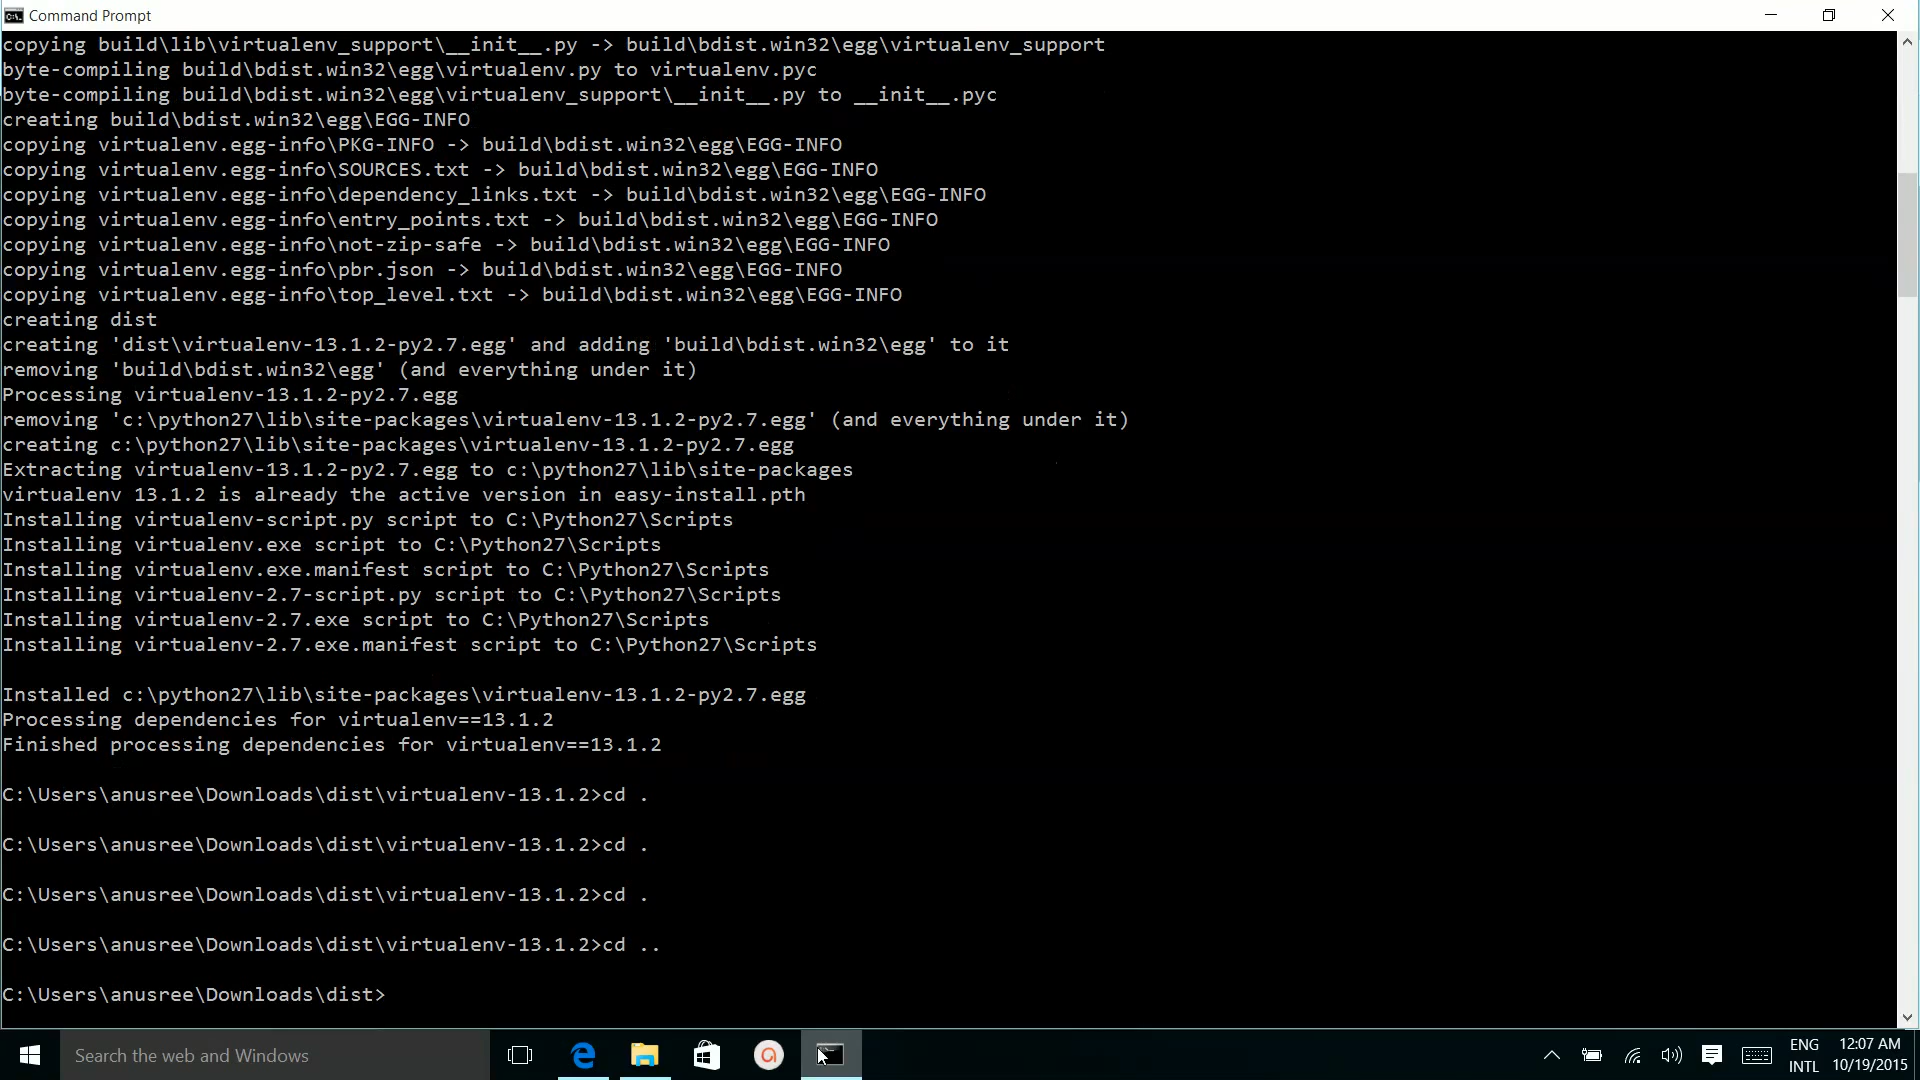 Command Prompt
copying build\lib\virtualenv_support\__init__.py -> build\bdist.win32\egg\virtualenv_support
byte-compiling build\bdist.win32\egg\virtualenv.py to virtualenv.pyc
byte-compiling build\bdist.win32\egg\virtualenv_support\__init__.py to __init__.pyc
creating build\bdist.win32\egg\EGG-INFO
copying virtualenv.egg-info\PKG-INFO -> build\bdist.win32\egg\EGG-INFO
copying virtualenv.egg-info\SOURCES.txt -> build\bdist.win32\egg\EGG-INFO
copying virtualenv.egg-info\dependency_links.txt -> build\bdist.win32\egg\EGG-INFO
copying virtualenv.egg-info\entry_points.txt -> build\bdist.win32\egg\EGG-INFO
copying virtualenv.egg-info\not-zip-safe -> build\bdist.win32\egg\EGG-INFO
copying virtualenv.egg-info\pbr.json -> build\bdist.win32\egg\EGG-INFO
copying virtualenv.egg-info\top_level.txt -> build\bdist.win32\egg\EGG-INFO
creating dist
creating 'dist\virtualenv-13.1.2-py2.7.egg' and adding 'build\bdist.win32\egg' to it
removing 'build\bdist.win32\egg' (and everything under it)
Processing virtualenv-13.1.2-py2.7.egg
removing 'c:\python27\lib\site-packages\virtualenv-13.1.2-py2.7.egg' (and everything under it)
creating c:\python27\lib\site-packages\virtualenv-13.1.2-py2.7.egg
Extracting virtualenv-13.1.2-py2.7.egg to c:\python27\lib\site-packages
virtualenv 13.1.2 is already the active version in easy-install.pth
Installing virtualenv-script.py script to C:\Python27\Scripts
Installing virtualenv.exe script to C:\Python27\Scripts
Installing virtualenv.exe.manifest script to C:\Python27\Scripts
Installing virtualenv-2.7-script.py script to C:\Python27\Scripts
Installing virtualenv-2.7.exe script to C:\Python27\Scripts
Installing virtualenv-2.7.exe.manifest script to C:\Python27\Scripts
Installed c:\python27\lib\site-packages\virtualenv-13.1.2-py2.7.egg
Processing dependencies for virtualenv==13.1.2
Finished processing dependencies for virtualenv==13.1.2
C:\Users\anusree\Downloads\dist\virtualenv-13.1.2>cd .
C:\Users\anusree\Downloads\dist\virtualenv-13.1.2>cd .
C:\Users\anusree\Downloads\dist\virtualenv-13.1.2>cd .
C:\Users\anusree\Downloads\dist\virtualenv-13.1.2>cd ..
C:\Users\anusree\Downloads\dist>
Search the web and Windows
ENG
INTL
12:07 AM
10/19/2015